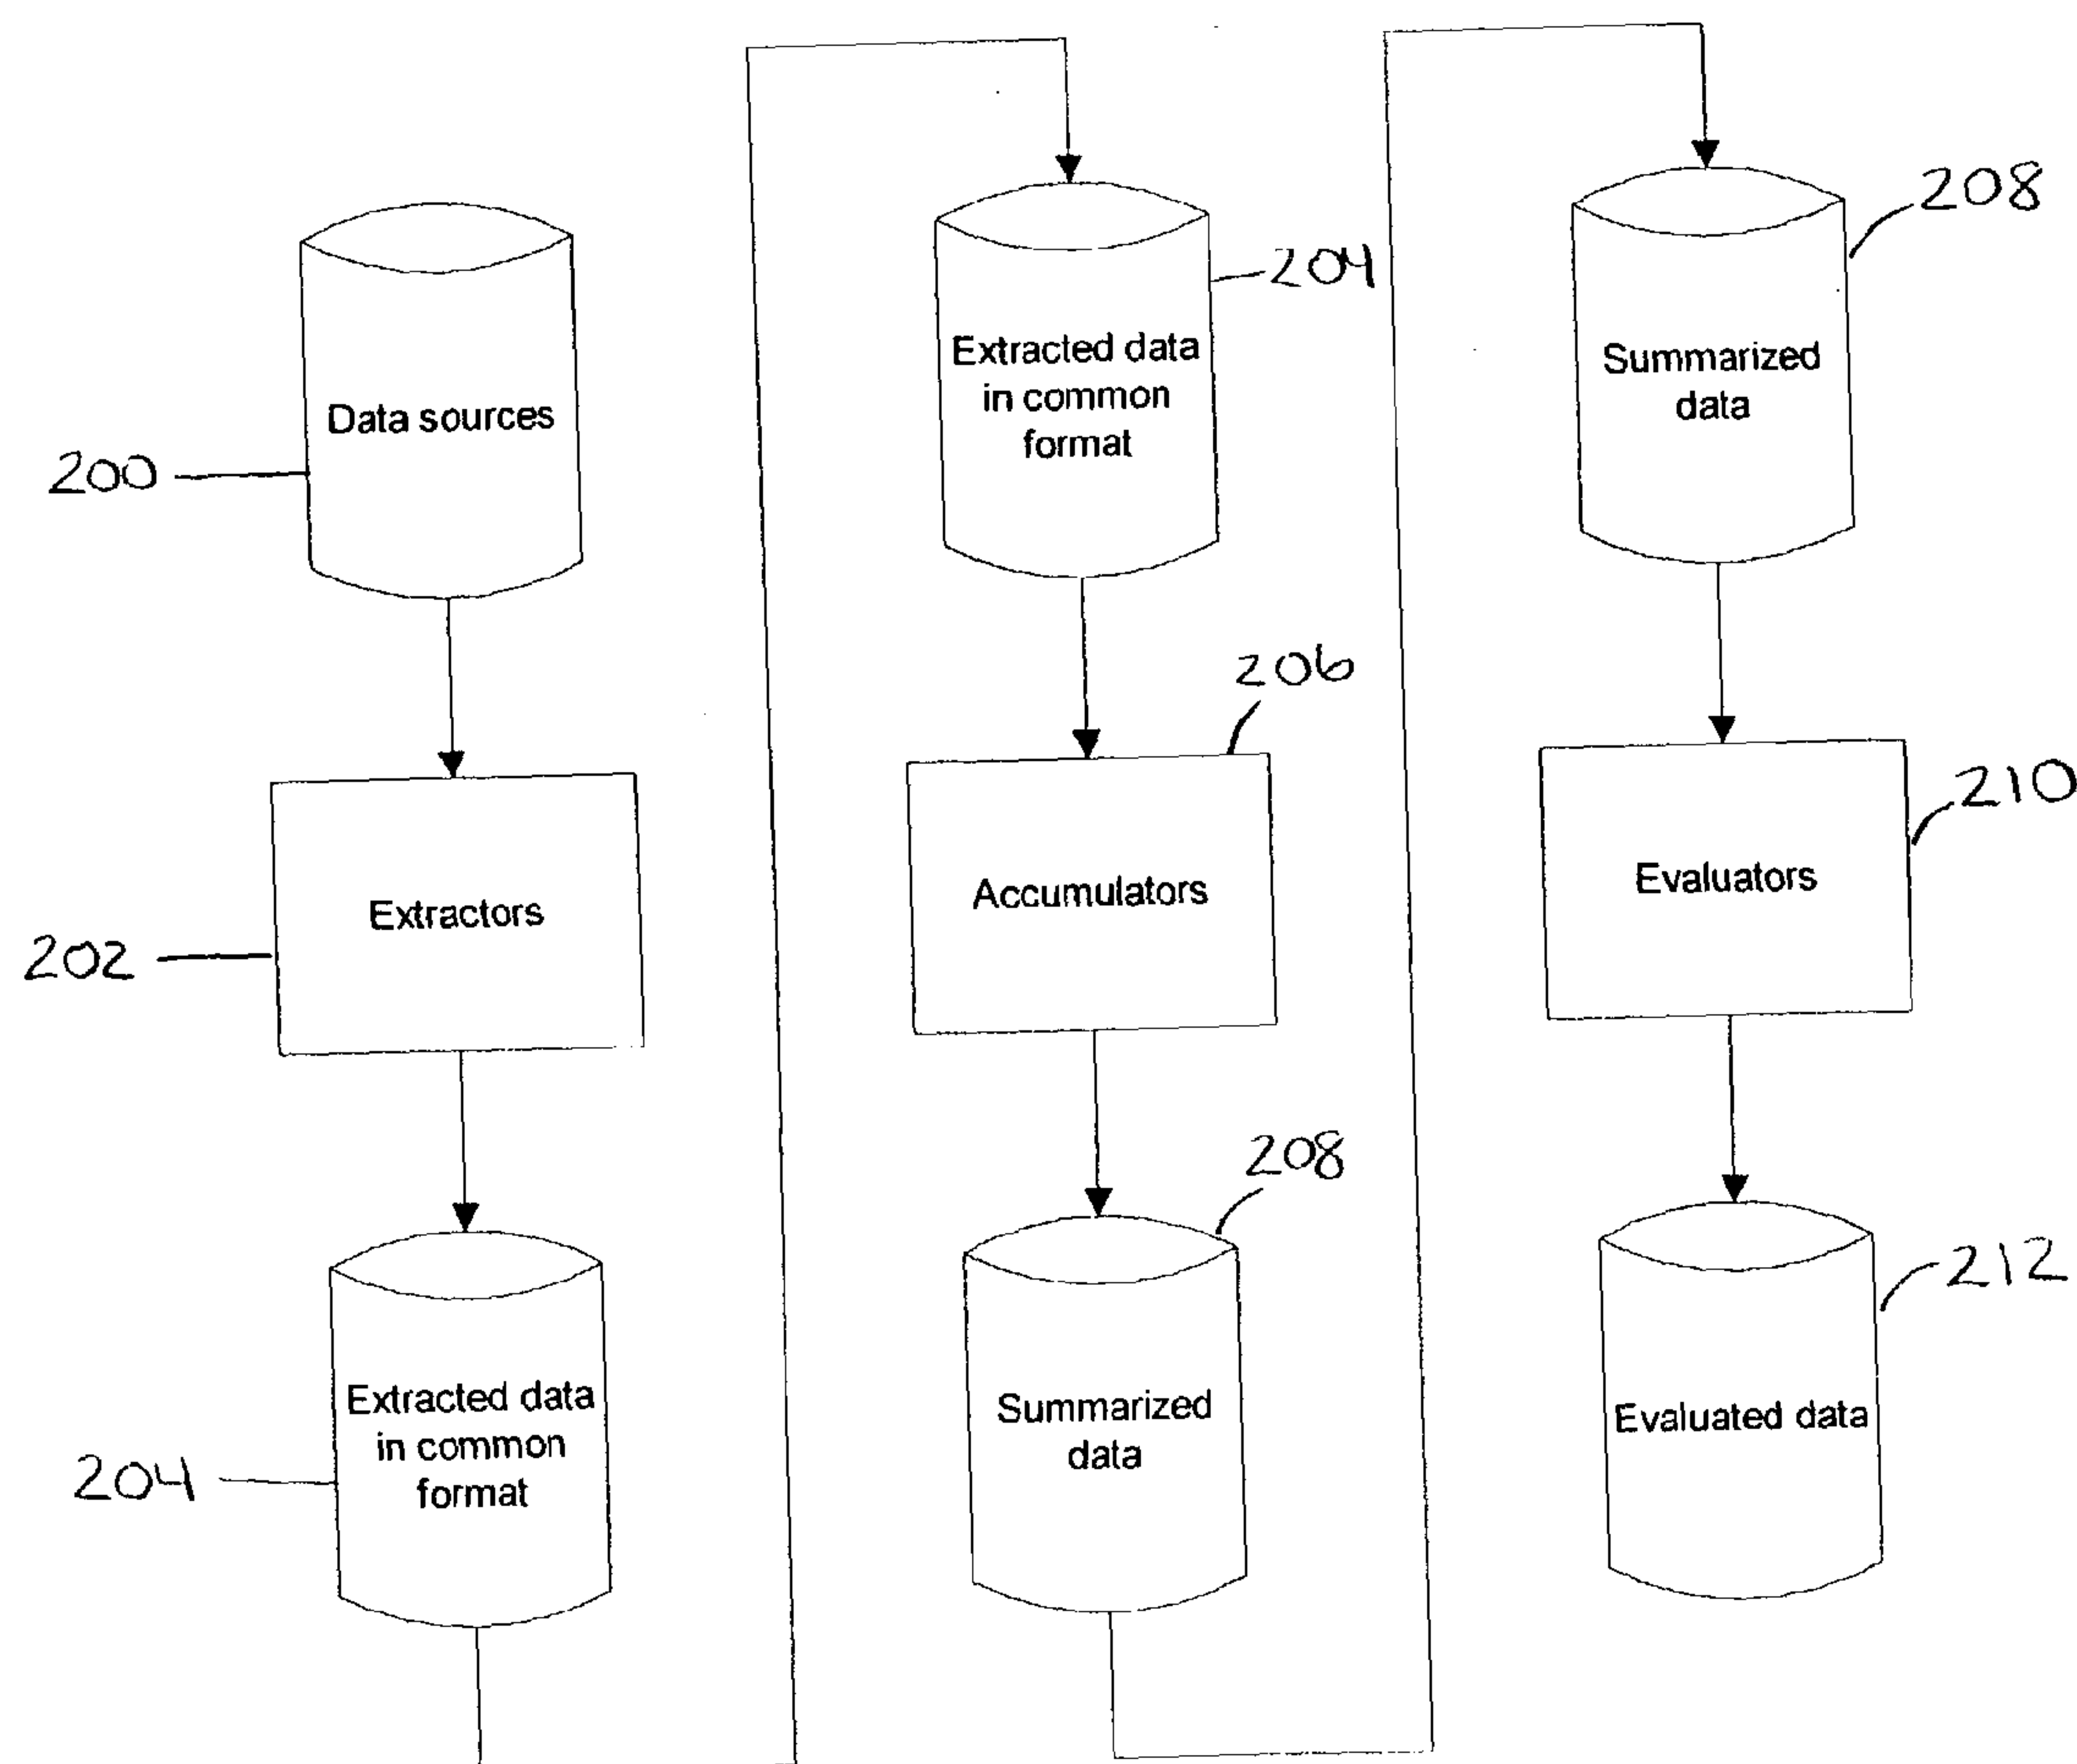 Data sources
200
Extractors
202
Extracted data
in common
format
204
Extracted data
in common
format
204
206
Accumulators
208
Summarized
data
208
Summarized
data
210
Evaluators
212
Evaluated data